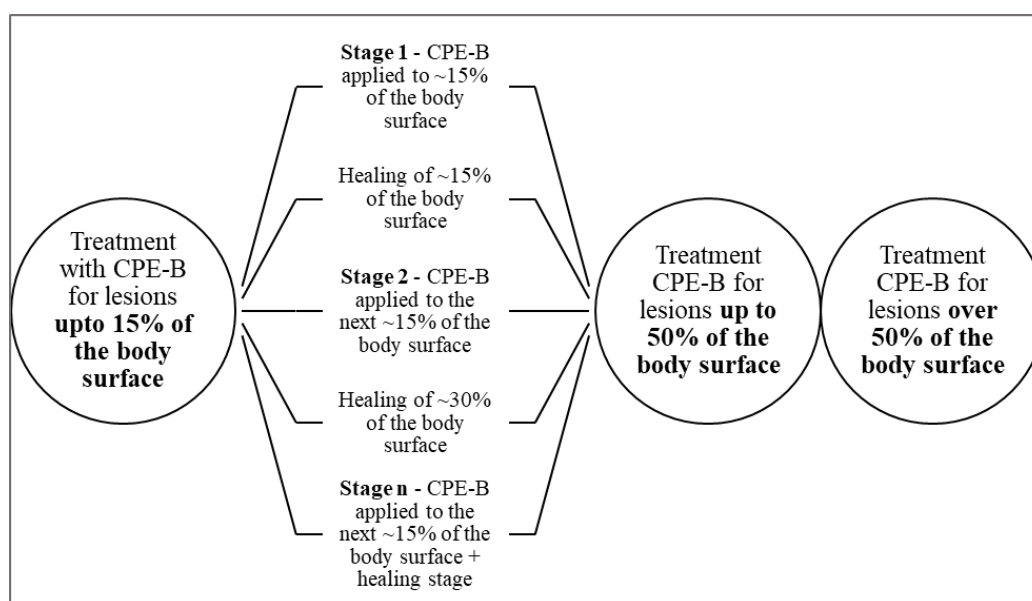 Treatment
with CPE-B
for lesions
upto 15% of
the body
surface
Stage 1 - CPE-B
applied to ~15%
of the body
surface
Healing of ~15%
of the body
surface
Stage 2 - CPE-B
applied to the
next ~15% of the
body surface
Healing of ~30%
of the body
surface
Stage n - CPE-B
applied to the
next ~15% of the
body surface +
healing stage
Treatment
CPE-B for
lesions up to
50% of the
body surface
Treatment
CPE-B for
lesions over
50% of the
body surface